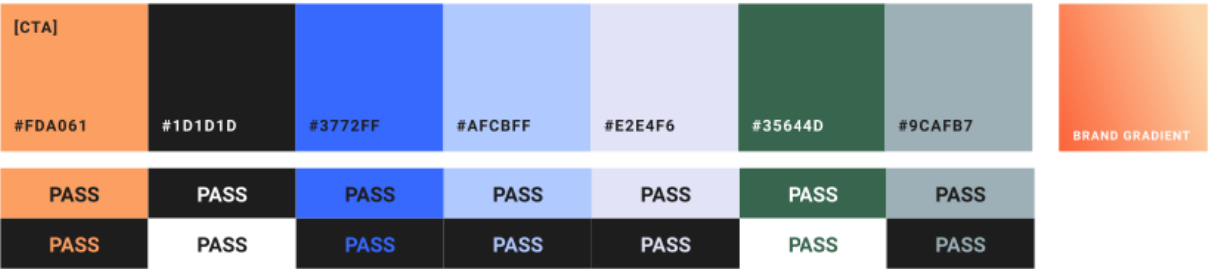 [CTA]
#FDA061 #1D1D1D #3772FF #AFCBFF #E2E4F6 #35644D #9CAFB7 BRAND GRADIENT
PASS PASS PASS PASS PASS PASS PASS
PASS PASS PASS PASS PASS PASS PASS